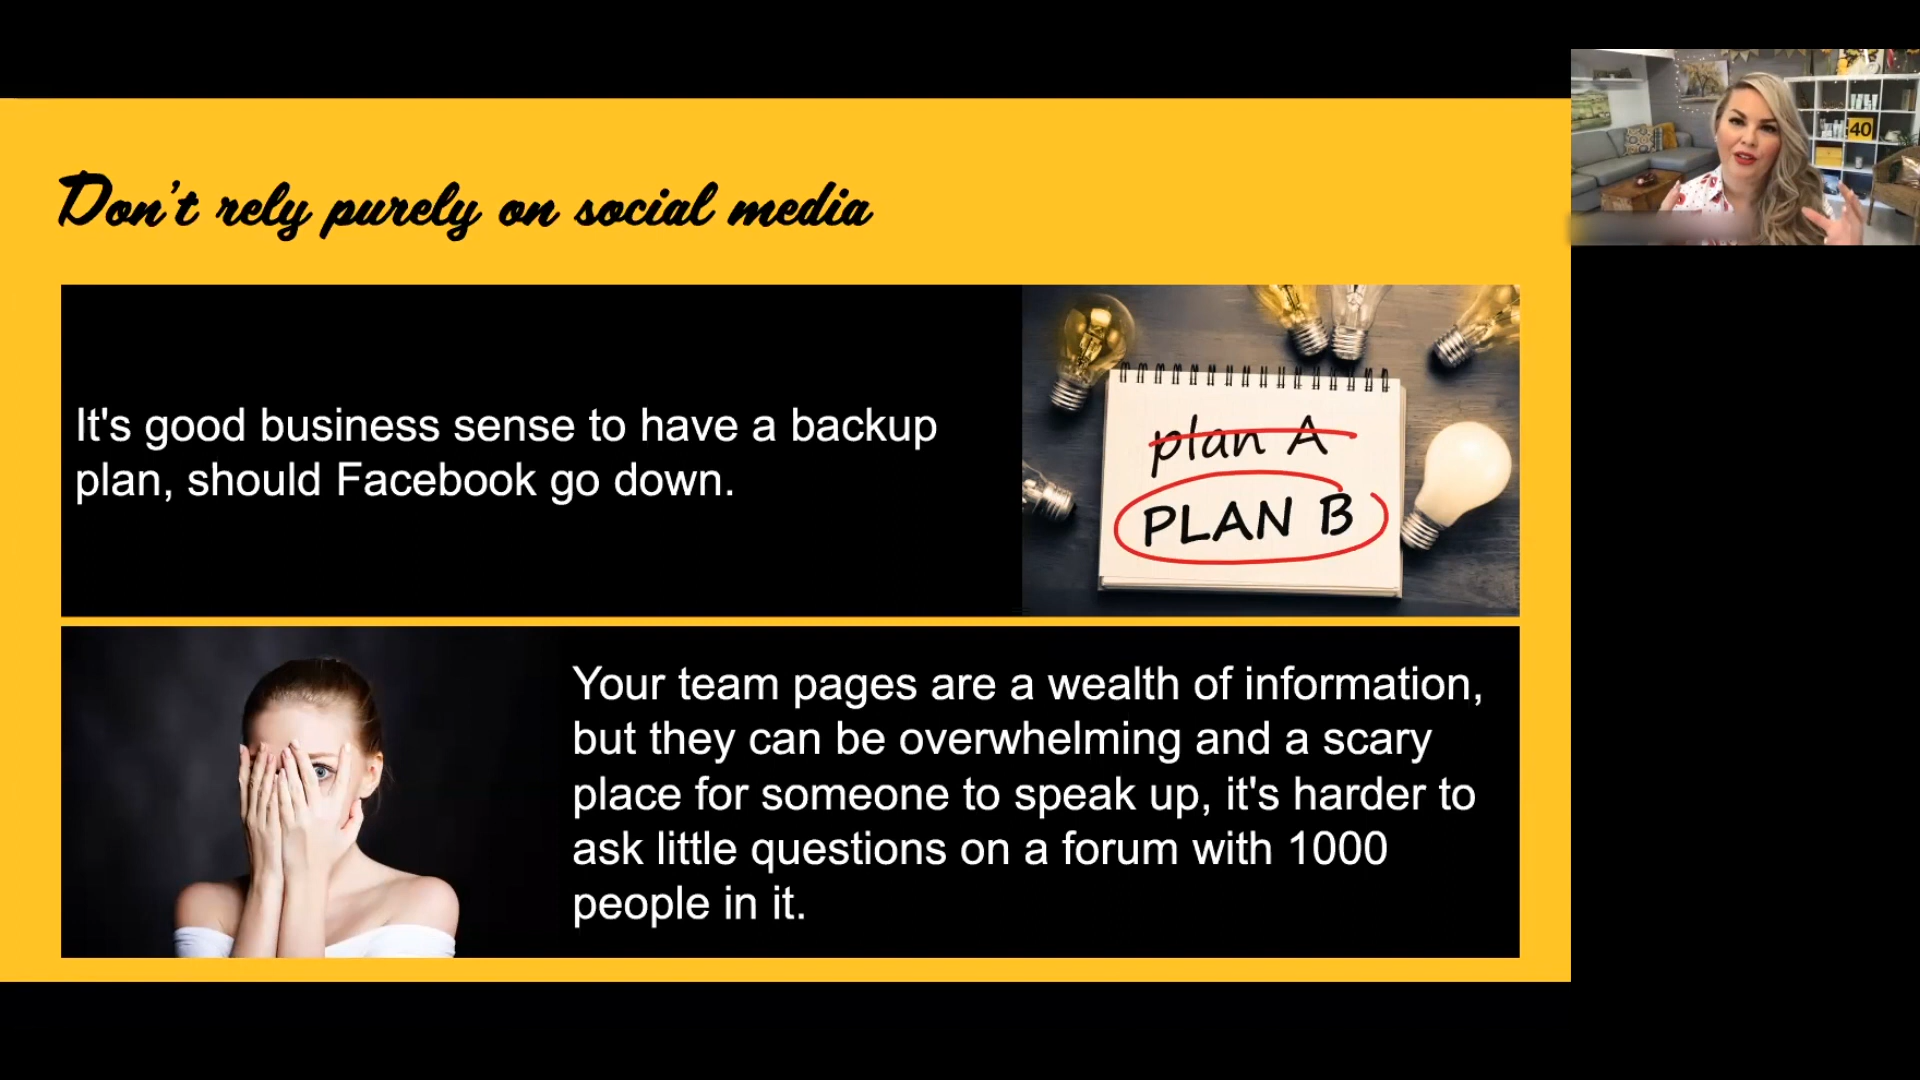 Don't rely purely on social media
It's good business sense to have a backup
plan, should Facebook go down.
plan A
PLAN B
Your team pages are a wealth of information,
but they can be overwhelming and a scary
place for someone to speak up, it's harder to
ask little questions on a forum with 1000
people in it.
40